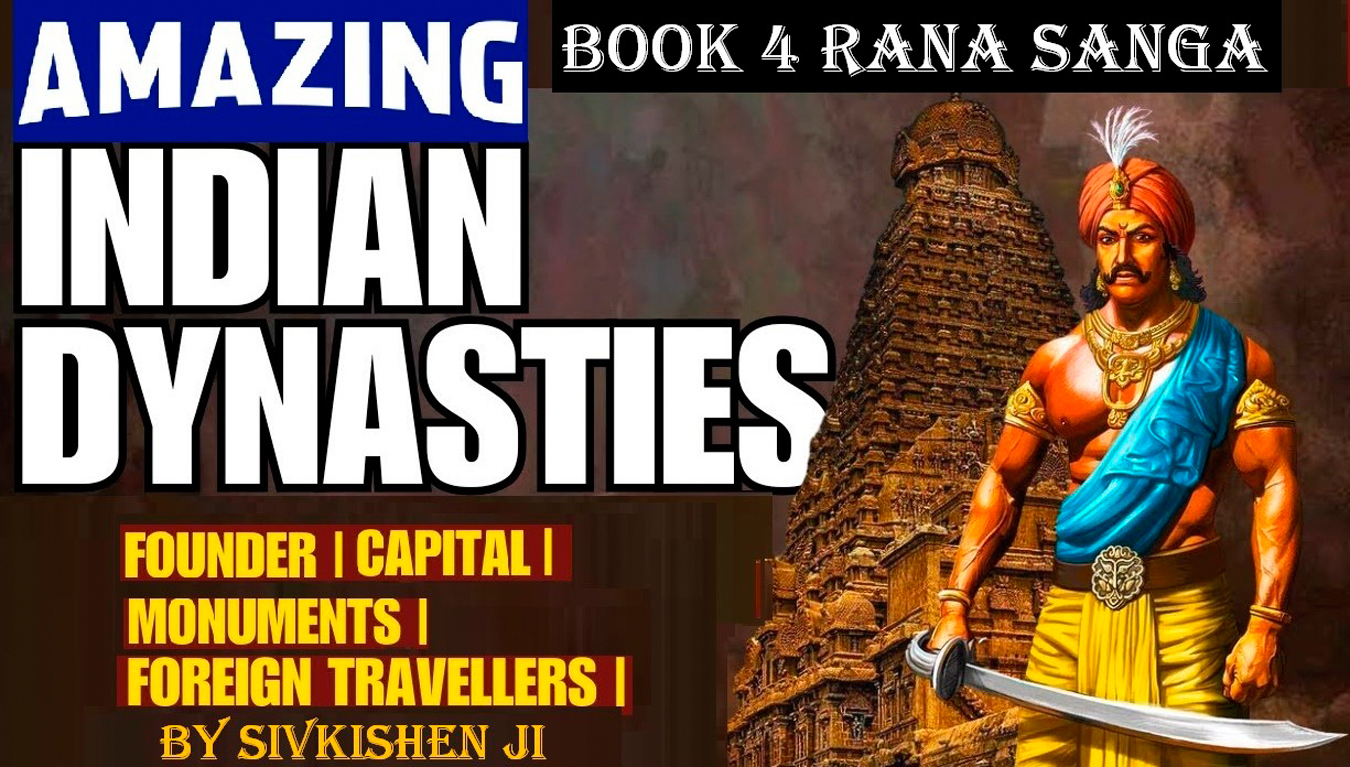 AMAZING
BOOK 4 RANA SANGA
INDIAN
DYNASTIES
FOUNDER | CAPITAL |
MONUMENTS |
FOREIGN TRAVELLERS |
BY SIVKISHEN JI